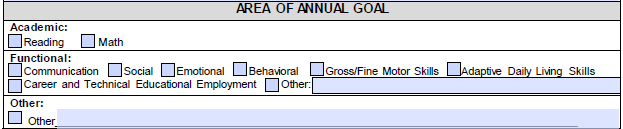 AREA OF ANNUAL GOAL
Academic:
Reading Math
Functional:
Communication Social Emotional Behavioral Gross/Fine Motor Skills Adaptive Daily Living Skills
Career and Technical Educational Employment Other:
Other:
Other